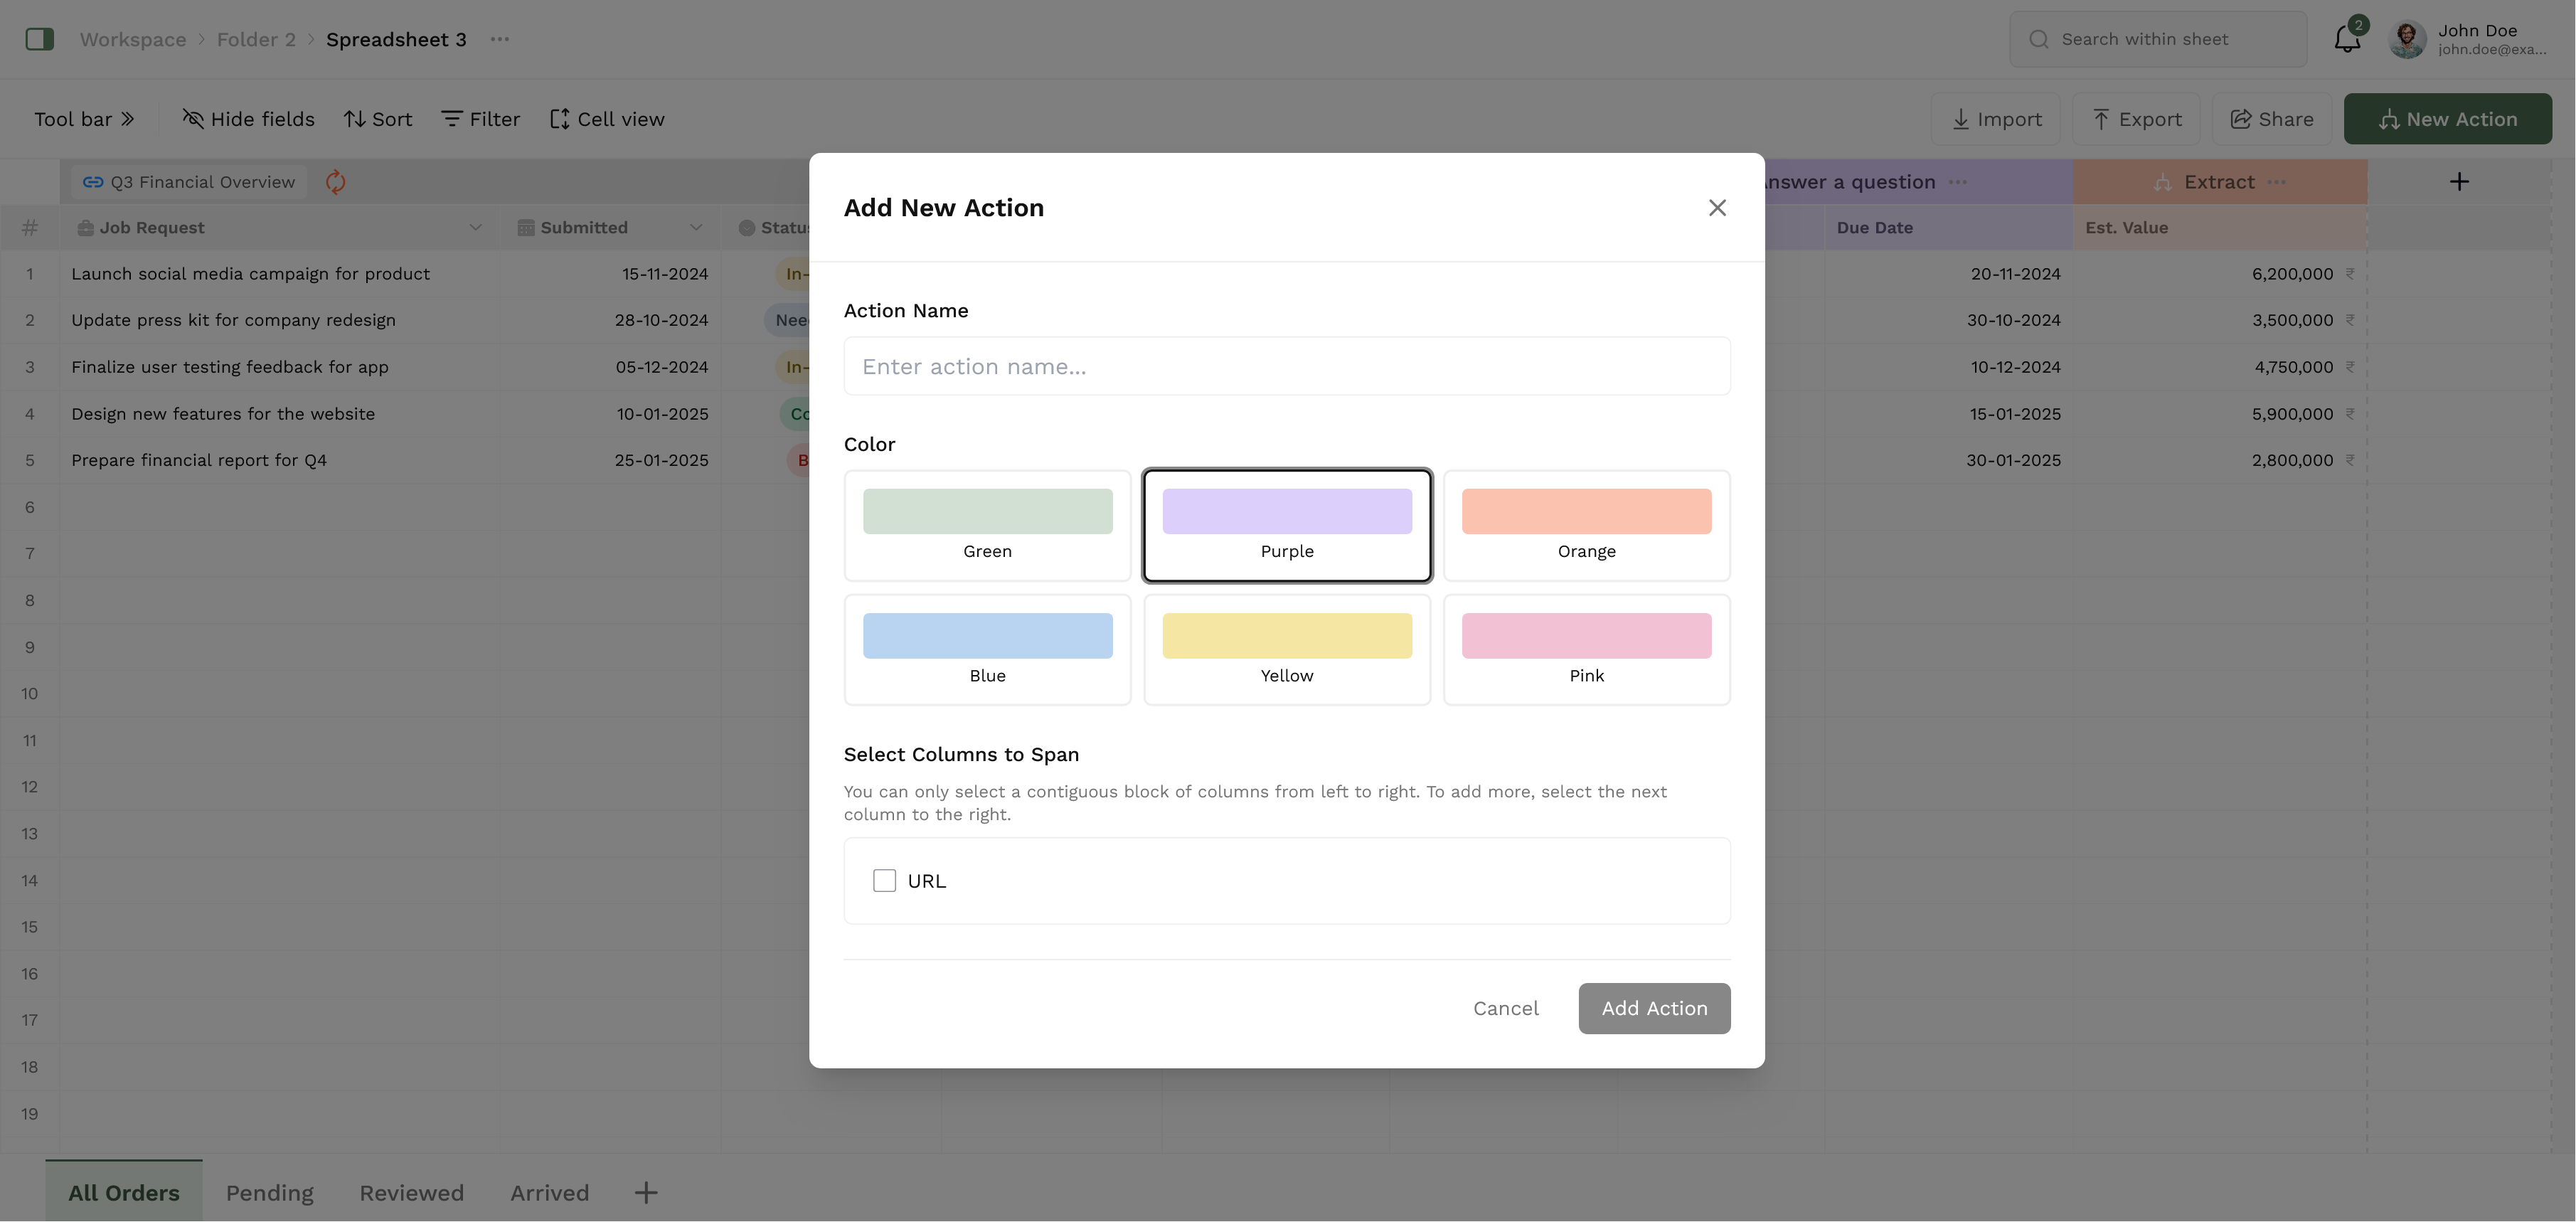 Workspace > Folder 2 > Spreadsheet 3 ...
Search within sheet
2
John Doe
john.doe@exa...
Tool bar
Hide fields
Sort
Filter
Cell view
Import
Export
Share
New Action
Q3 Financial Overview
Answer a question ...
Extract ...
+
# Job Request Submitted
Due Date
Est. Value
1 Launch social media campaign for product 15-11-2024 In- 20-11-2024 6,200,000 ₹
2 Update press kit for company redesign 28-10-2024 30-10-2024 3,500,000 ₹
3 Finalize user testing feedback for app 05-12-2024 In- 10-12-2024 4,750,000 ₹
4 Design new features for the website 10-01-2025 15-01-2025 5,900,000 ₹
5 Prepare financial report for Q4 25-01-2025 30-01-2025 2,800,000 ₹
6
7
8
9
10
11
12
13
14
15
16
17
18
19
Add New Action
Action Name
Enter action name...
Color
Green
Purple
Orange
Blue
Yellow
Pink
Select Columns to Span
You can only select a contiguous block of columns from left to right. To add more, select the next
column to the right.
URL
Cancel
Add Action
All Orders
Pending
Reviewed
Arrived
+